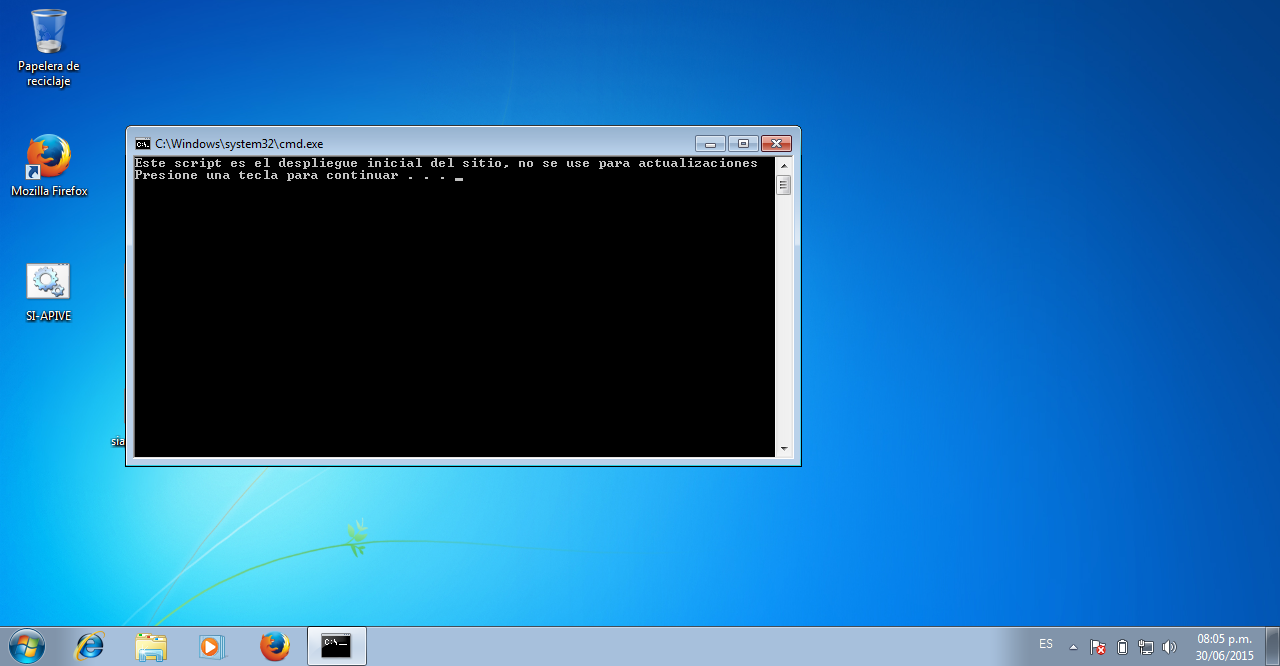 Papelera de
reciclaje
Mozilla Firefox
SI-APIVE
sia
C:\Windows\system32\cmd.exe
Este script es el despliegue inicial del sitio, no se use para actualizaciones
Presione una tecla para continuar . . . _
ES
08:05 p.m.
30/06/2015